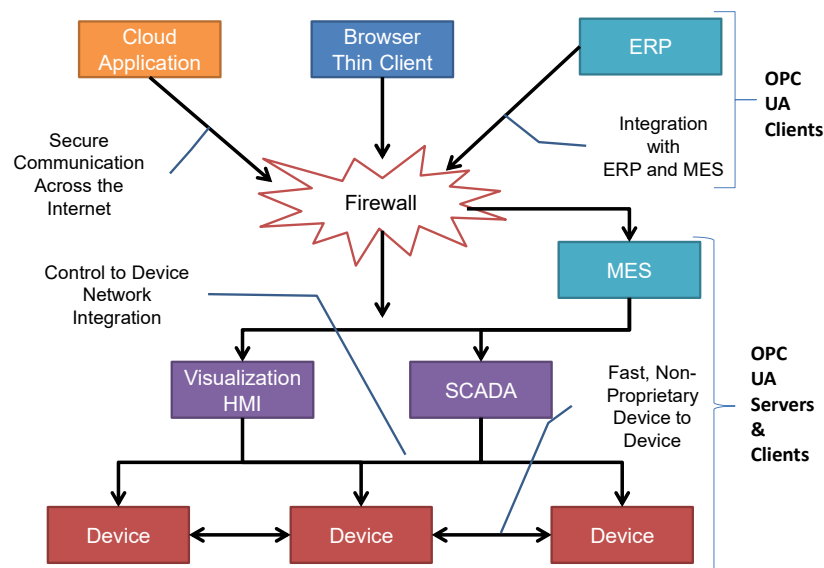 Cloud
Application
Browser
Thin Client
ERP
OPC
UA
Clients
Secure
Communication
Across the
Internet
Integration
with
ERP and MES
Firewall
MES
Control to Device
Network
Integration
Visualization
HMI
SCADA
Fast, Non-
Proprietary
Device to
Device
OPC
UA
Servers
&
Clients
Device
Device
Device